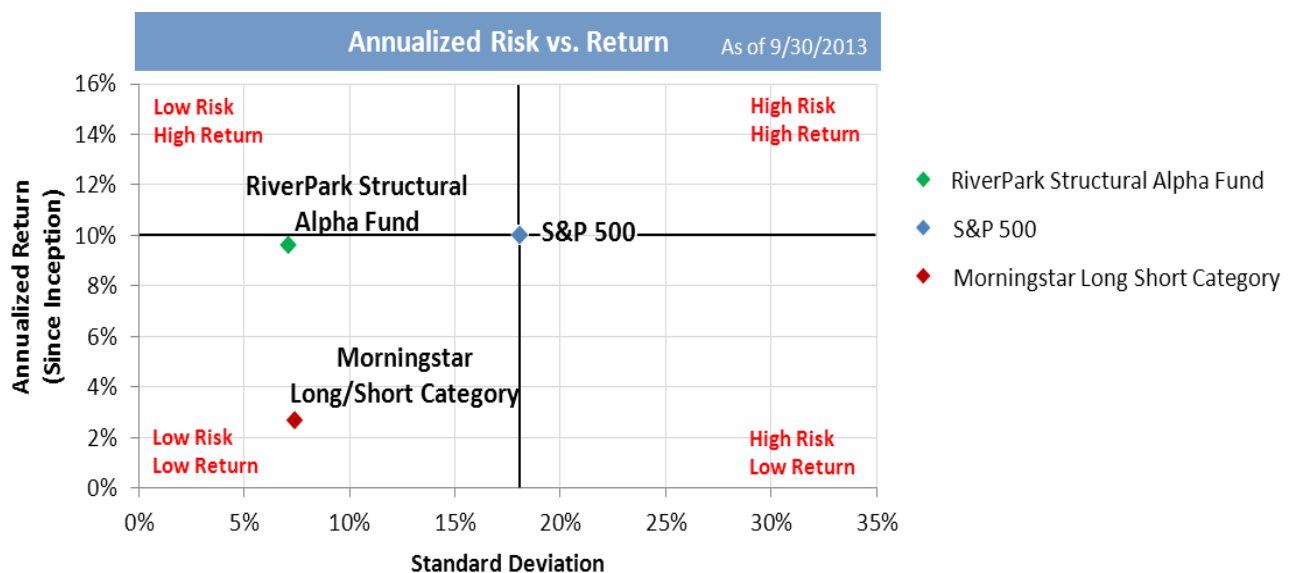 Annualized Risk vs. Return
As of 9/30/2013
16%
14%
12%
10%
8%
6%
4%
2%
0%
Annualized Return
(Since Inception)
Low Risk
High Return
High Risk
High Return
RiverPark Structural
Alpha Fund
S&P 500
Morningstar
Long/Short Category
Low Risk
Low Return
High Risk
Low Return
0%
5%
10%
15%
20%
25%
30%
35%
Standard Deviation
RiverPark Structural Alpha Fund
S&P 500
Morningstar Long Short Category